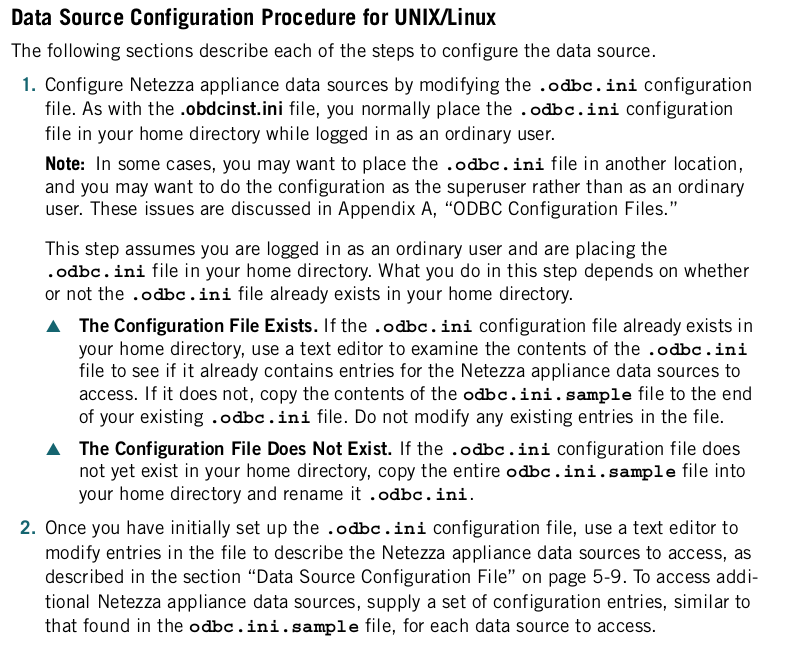 Data Source Configuration Procedure for UNIX/Linux
The following sections describe each of the steps to configure the data source.
1. Configure Netezza appliance data sources by modifying the .odbc.ini configuration
file. As with the .obdcinst.ini file, you normally place the .odbc.ini configuration
file in your home directory while logged in as an ordinary user.
Note: In some cases, you may want to place the .odbc.ini file in another location,
and you may want to do the configuration as the superuser rather than as an ordinary
user. These issues are discussed in Appendix A, “ODBC Configuration Files.”
This step assumes you are logged in as an ordinary user and are placing the
.odbc.ini file in your home directory. What you do in this step depends on whether
or not the .odbc.ini file already exists in your home directory.
▲ The Configuration File Exists. If the .odbc.ini configuration file already exists in
your home directory, use a text editor to examine the contents of the .odbc.ini
file to see if it already contains entries for the Netezza appliance data sources to
access. If it does not, copy the contents of the odbc.ini.sample file to the end
of your existing .odbc.ini file. Do not modify any existing entries in the file.
▲ The Configuration File Does Not Exist. If the .odbc.ini configuration file does
not yet exist in your home directory, copy the entire odbc.ini.sample file into
your home directory and rename it .odbc.ini.
2. Once you have initially set up the .odbc.ini configuration file, use a text editor to
modify entries in the file to describe the Netezza appliance data sources to access, as
described in the section “Data Source Configuration File” on page 5-9. To access addi-
tional Netezza appliance data sources, supply a set of configuration entries, similar to
that found in the odbc.ini.sample file, for each data source to access.